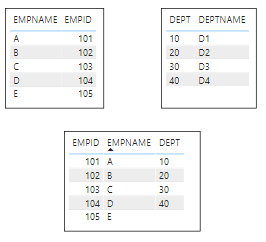 EMPNAME EMPID
A 101
B 102
C 103
D 104
E 105
DEPT DEPTNAME
10 D1
20 D2
30 D3
40 D4
EMPID EMPNAME DEPT
101 A 10
102 B 20
103 C 30
104 D 40
105 E